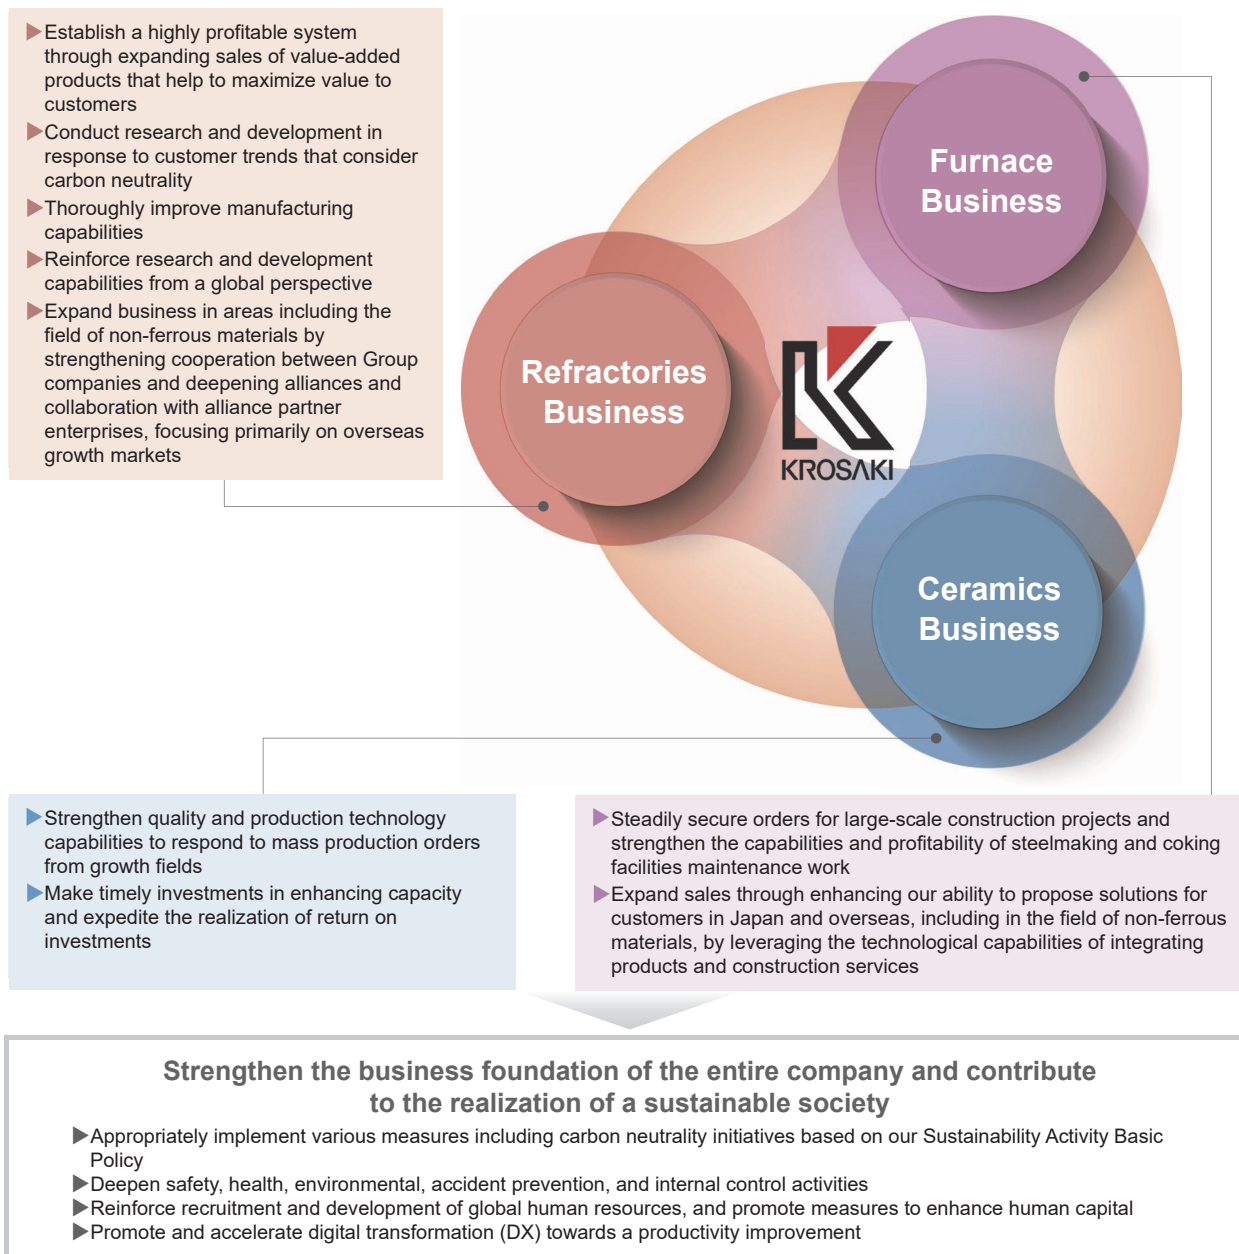 ▶Establish a highly profitable system
through expanding sales of value-added
products that help to maximize value to
customers
▶Conduct research and development in
response to customer trends that consider
carbon neutrality
▶Thoroughly improve manufacturing
capabilities
▶Reinforce research and development
capabilities from a global perspective
▶Expand business in areas including the
field of non-ferrous materials by
strengthening cooperation between Group
companies and deepening alliances and
collaboration with alliance partner
enterprises, focusing primarily on overseas
growth markets
Furnace
Business
Refractories
Business
KROSAKI
Ceramics
Business
▶Strengthen quality and production technology
capabilities to respond to mass production orders
from growth fields
▶Make timely investments in enhancing capacity
and expedite the realization of return on
investments
▶Steadily secure orders for large-scale construction projects and
strengthen the capabilities and profitability of steelmaking and coking
facilities maintenance work
▶Expand sales through enhancing our ability to propose solutions for
customers in Japan and overseas, including in the field of non-ferrous
materials, by leveraging the technological capabilities of integrating
products and construction services
Strengthen the business foundation of the entire company and contribute
to the realization of a sustainable society
▶Appropriately implement various measures including carbon neutrality initiatives based on our Sustainability Activity Basic
Policy
▶Deepen safety, health, environmental, accident prevention, and internal control activities
▶Reinforce recruitment and development of global human resources, and promote measures to enhance human capital
▶Promote and accelerate digital transformation (DX) towards a productivity improvement